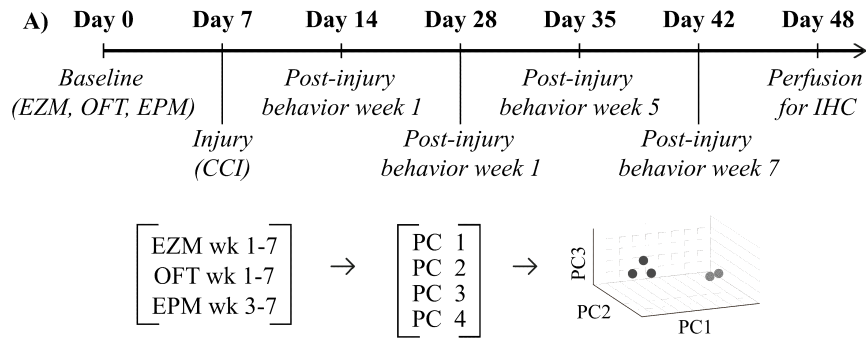 A) Day 0 Day 7 Day 14 Day 28 Day 35 Day 42 Day 48
Baseline Post-injury Post-injury Perfusion
(EZM, OFT, EPM) behavior week 1 behavior week 5 for IHC
Injury Post-injury Post-injury
(CCI) behavior week 1 behavior week 7
EZM wk 1-7
OFT wk 1-7
EPM wk 3-7
PC 1
PC 2
PC 3
PC 4
PC3
PC2
PC1